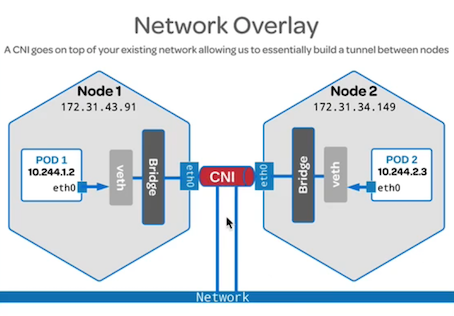 Network Overlay
A CNI goes on top of your existing network allowing us to essentially build a tunnel between nodes
Node 1
172.31.43.91
POD 1
10.244.1.2
eth0
veth
Bridge
eth0
CNI
Node 2
172.31.34.149
eth0
Bridge
veth
POD 2
10.244.2.3
eth0
Network